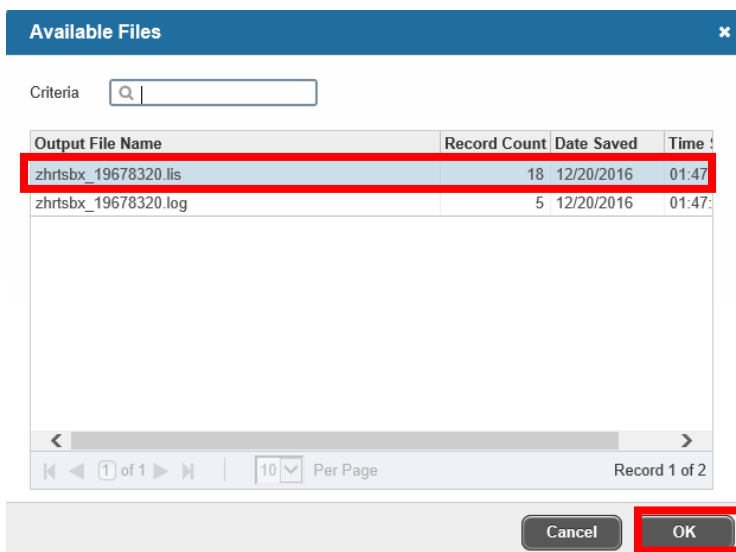 Available Files
Criteria
Output File Name Record Count Date Saved Time
zhrtsbx_19678320.lis 18 12/20/2016 01:47
zhrtsbx_19678320.log 5 12/20/2016 01:47:
1 of 1 10 Per Page Record 1 of 2
Cancel OK